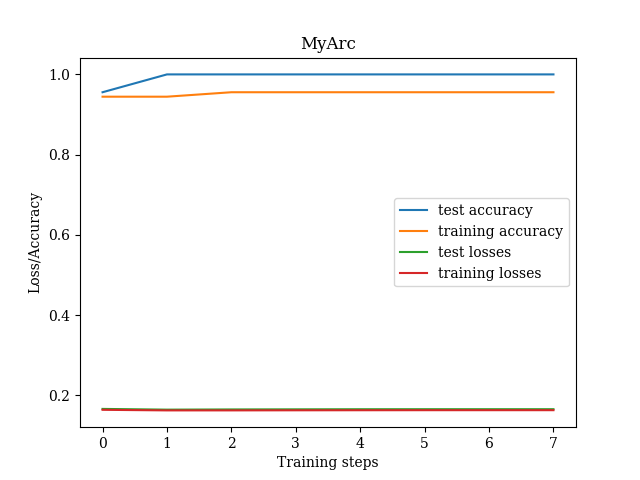 MyArc
Loss/Accuracy
1.0
0.8
0.6
0.4
0.2
test accuracy
training accuracy
test losses
training losses
0 1 2 3 4 5 6 7
Training steps